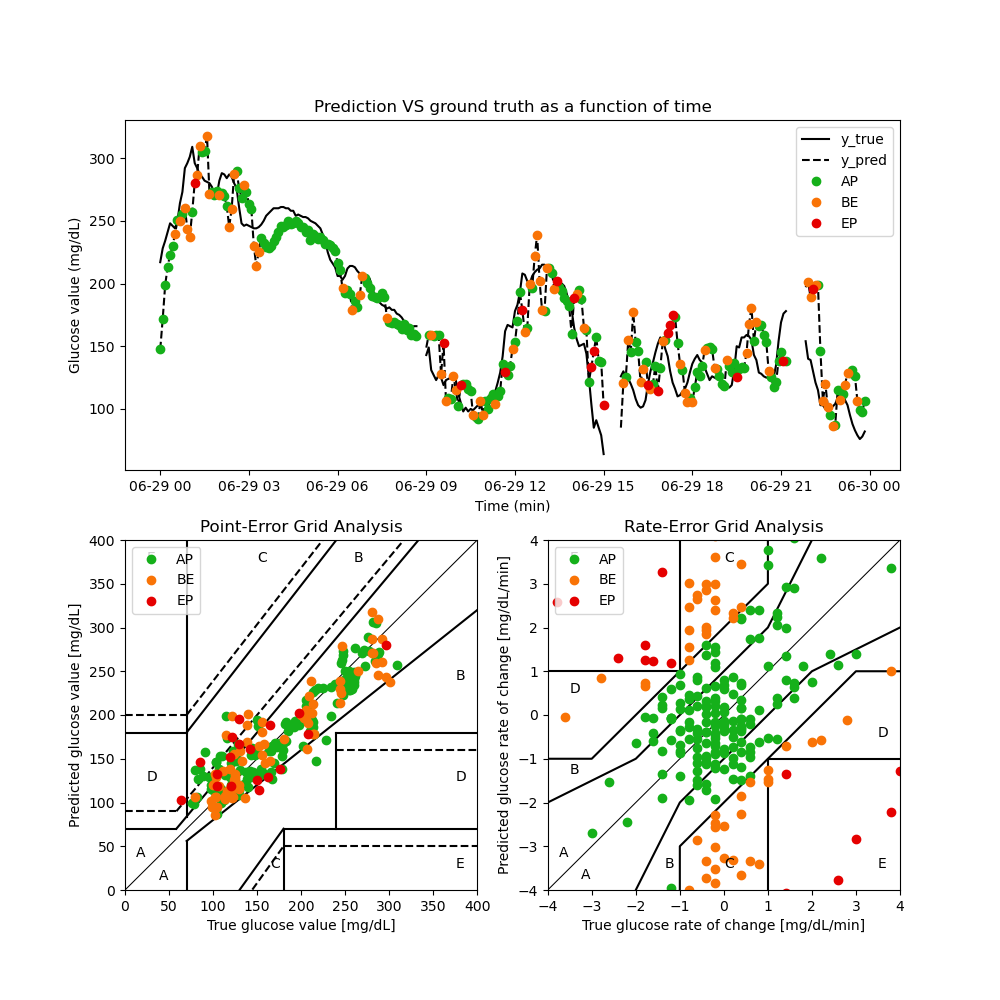 Prediction VS ground truth as a function of time
Glucose value (mg/dL)
300
250
200
150
100
y_true
y_pred
AP
BE
EP
06-29 00 06-29 03 06-29 06 06-29 09 06-29 12 06-29 15 06-29 18 06-29 21 06-30 00
Time (min)
Point-Error Grid Analysis
Predicted glucose value [mg/dL]
400
350
300
250
200
150
100
50
0
AP
BE
EP
C
B
B
D
D
A
A
C
E
0 50 100 150 200 250 300 350 400
True glucose value [mg/dL]
Rate-Error Grid Analysis
Predicted glucose rate of change [mg/dL/min]
4
3
2
1
0
−1
−2
−3
−4
AP
BE
EP
C
D
D
B
A
A
B
C
E
−4 −3 −2 −1 0 1 2 3 4
True glucose rate of change [mg/dL/min]